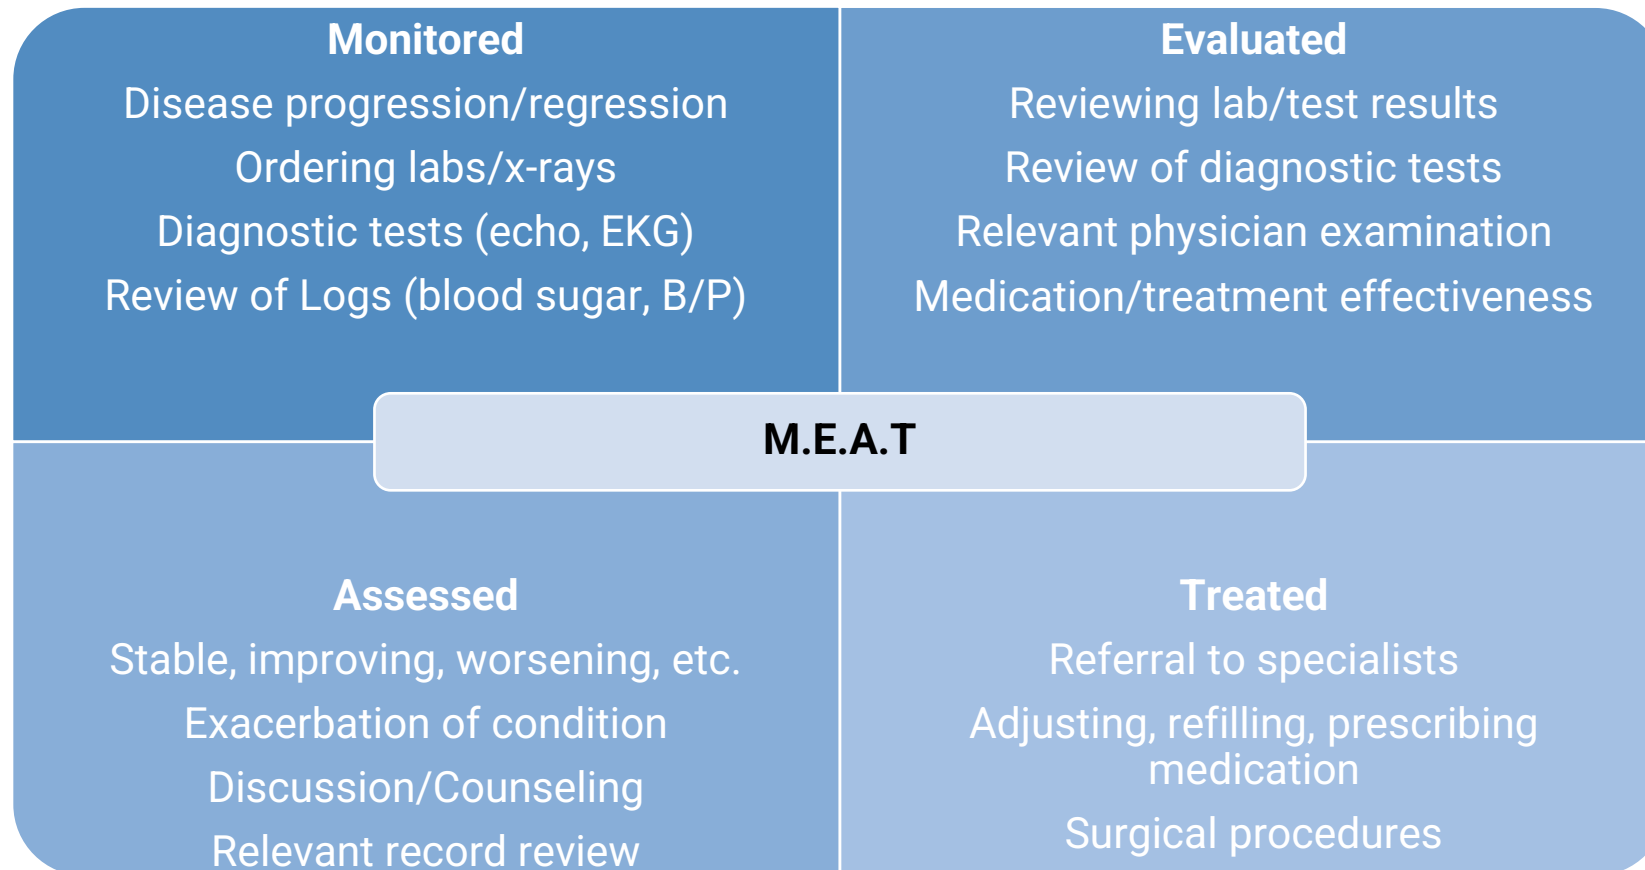 Monitored
Disease progression/regression
Ordering labs/x-rays
Diagnostic tests (echo, EKG)
Review of Logs (blood sugar, B/P)
Evaluated
Reviewing lab/test results
Review of diagnostic tests
Relevant physician examination
Medication/treatment effectiveness
M.E.A.T
Assessed
Stable, improving, worsening, etc.
Exacerbation of condition
Discussion/Counseling
Relevant record review
Treated
Referral to specialists
Adjusting, refilling, prescribing
medication
Surgical procedures